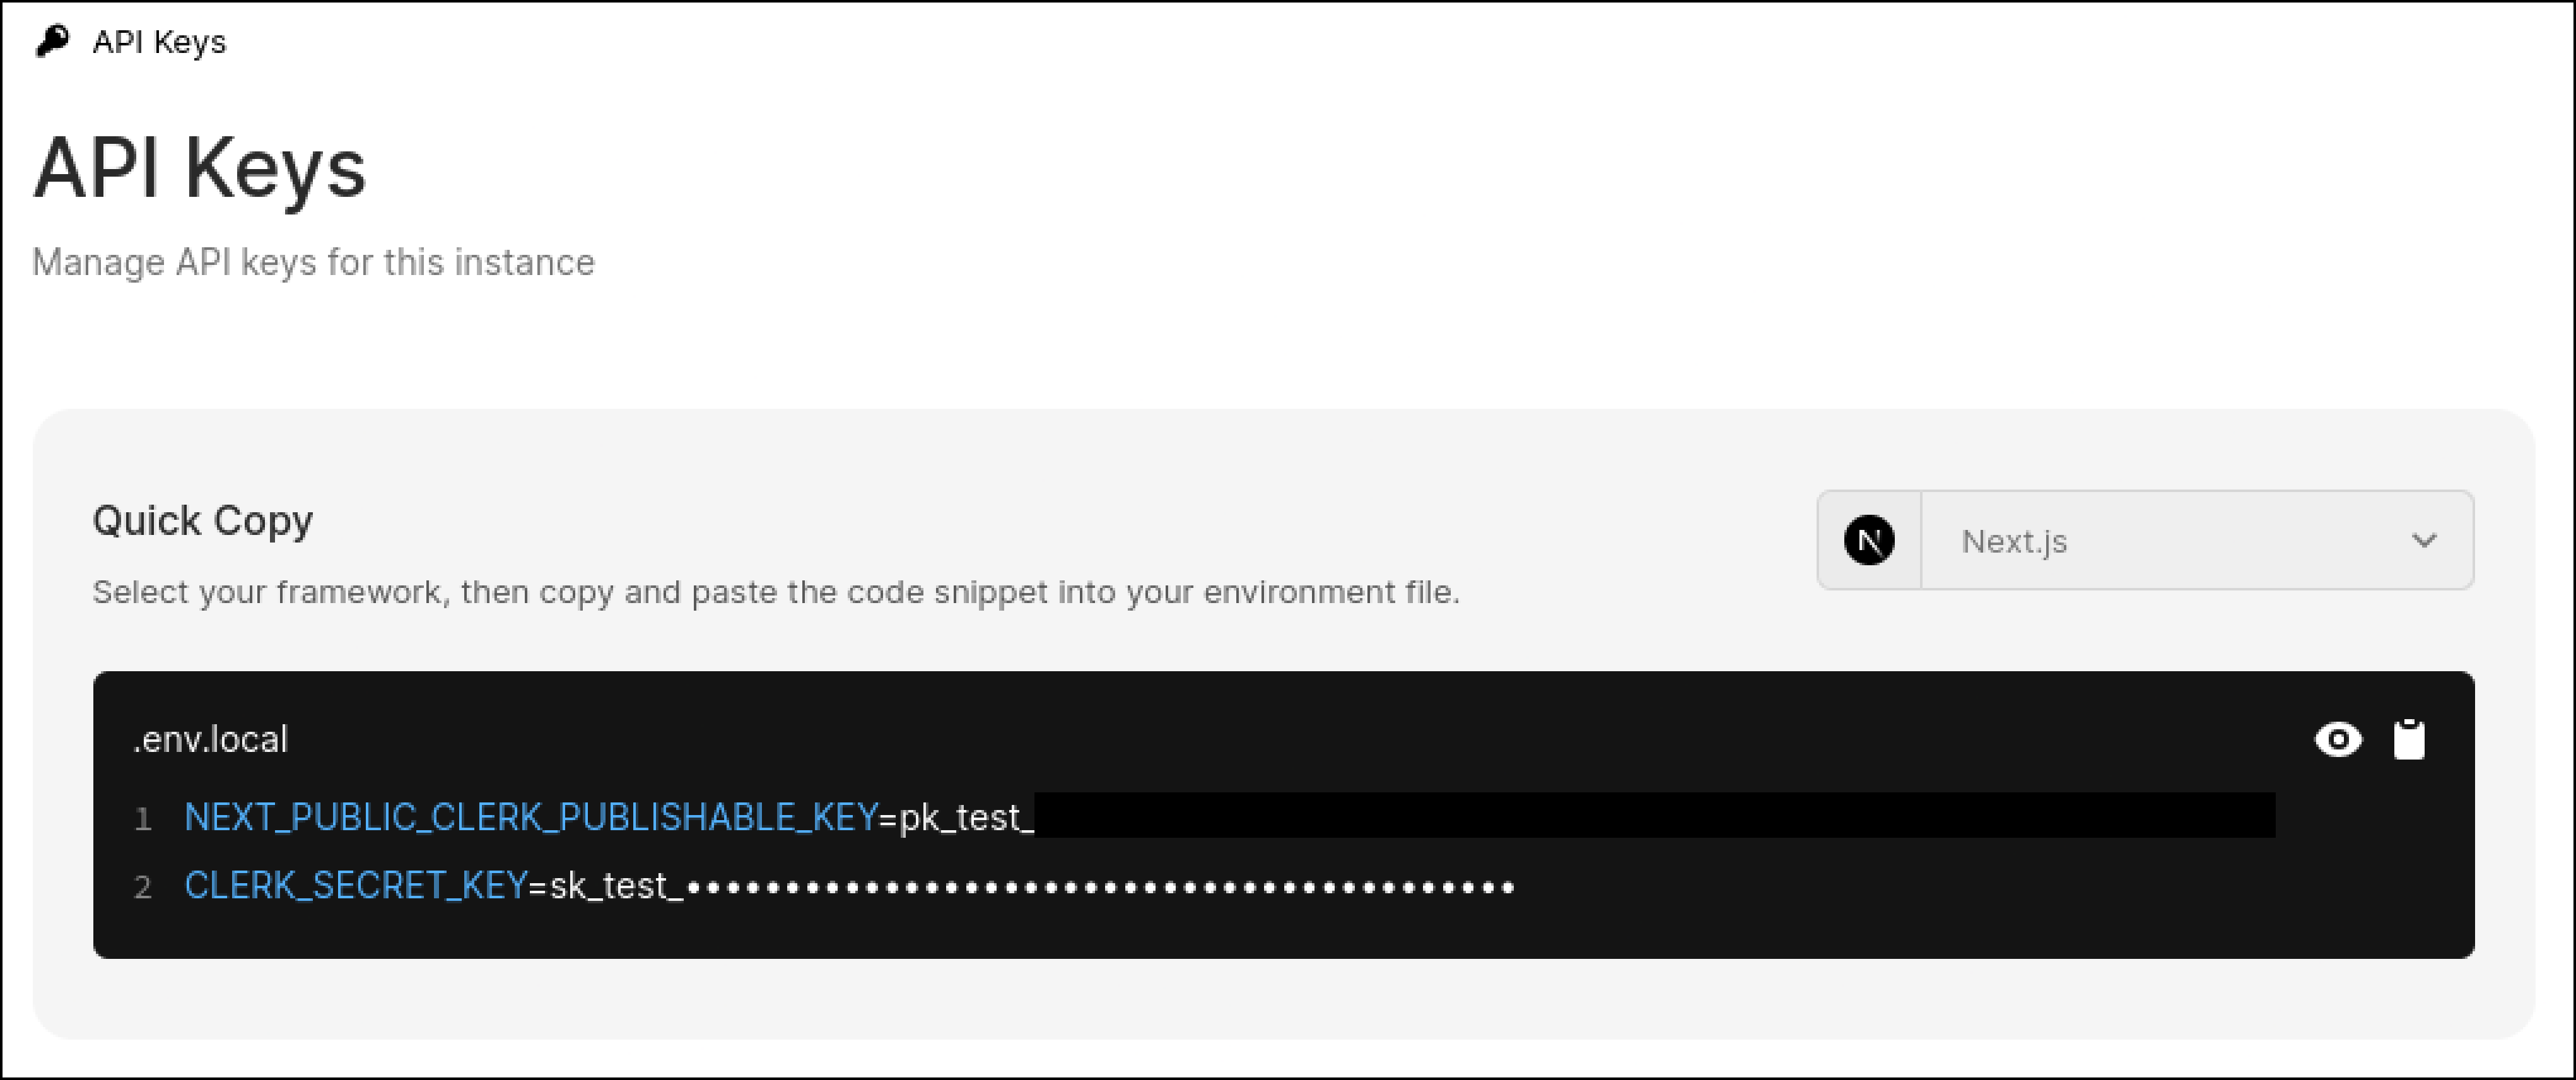 API Keys
API Keys
Manage API keys for this instance
Quick Copy
Next.js
Select your framework, then copy and paste the code snippet into your environment file.
.env.local
1 NEXT_PUBLIC_CLERK_PUBLISHABLE_KEY=pk_test_
2 CLERK_SECRET_KEY=sk_test_••••••••••••••••••••••••••••••••••••••••••